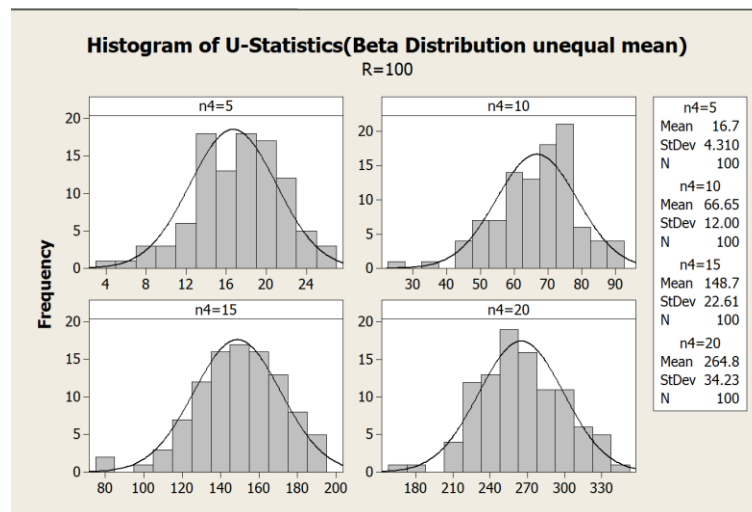 Histogram of U-Statistics(Beta Distribution unequal mean)
R=100
n4=5
n4=10
20
15
10
5
0
4 8 12 16 20 24
20
15
10
5
0
30 40 50 60 70 80 90
n4=15
n4=20
20
15
10
5
0
80 100 120 140 160 180 200
20
15
10
5
0
180 210 240 270 300 330
Frequency
n4=5
Mean 16.7
StDev 4.310
N 100
n4=10
Mean 66.65
StDev 12.00
N 100
n4=15
Mean 148.7
StDev 22.61
N 100
n4=20
Mean 264.8
StDev 34.23
N 100